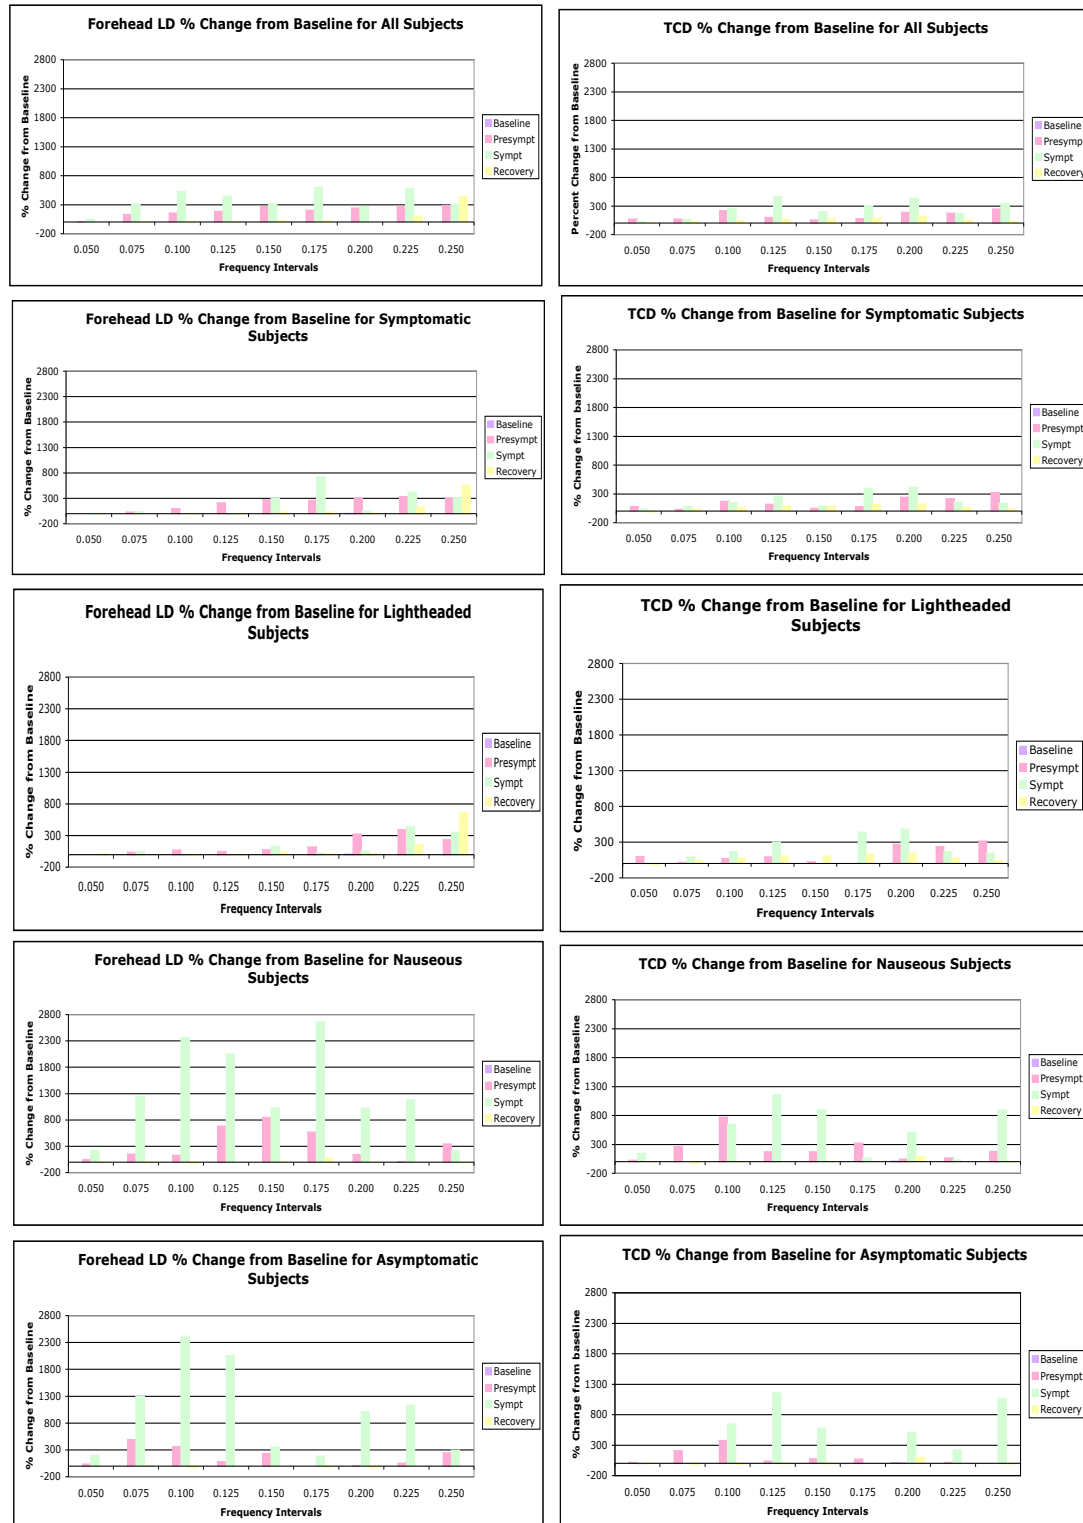 Forehead LD % Change from Baseline for All Subjects
% Change from Baseline
2800
2300
1800
1300
800
300
-200
0.050 0.075 0.100 0.125 0.150 0.175 0.200 0.225 0.250
Frequency Intervals
Baseline
Presympt
Sympt
Recovery
TCD % Change from Baseline for All Subjects
Percent Change from Baseline
2800
2300
1800
1300
800
300
-200
0.050 0.075 0.100 0.125 0.150 0.175 0.200 0.225 0.250
Frequency Intervals
Baseline
Presympt
Sympt
Recovery
Forehead LD % Change from Baseline for Symptomatic
Subjects
% Change from Baseline
2800
2300
1800
1300
800
300
-200
0.050 0.075 0.100 0.125 0.150 0.175 0.200 0.225 0.250
Frequency Intervals
Baseline
Presympt
Sympt
Recovery
TCD % Change from Baseline for Symptomatic Subjects
% Change from baseline
2800
2300
1800
1300
800
300
-200
0.050 0.075 0.100 0.125 0.150 0.175 0.200 0.225 0.250
Frequency Intervals
Baseline
Presympt
Sympt
Recovery
Forehead LD % Change from Baseline for Lightheaded
Subjects
% Change from Baseline
2800
2300
1800
1300
800
300
-200
0.050 0.075 0.100 0.125 0.150 0.175 0.200 0.225 0.250
Frequency Intervals
Baseline
Presympt
Sympt
Recovery
TCD % Change from Baseline for Lightheaded
Subjects
% Change from Baseline
2800
2300
1800
1300
800
300
-200
0.050 0.075 0.100 0.125 0.150 0.175 0.200 0.225 0.250
Frequency Intervals
Baseline
Presympt
Sympt
Recovery
Forehead LD % Change from Baseline for Nauseous
Subjects
% Change from Baseline
2800
2300
1800
1300
800
300
-200
0.050 0.075 0.100 0.125 0.150 0.175 0.200 0.225 0.250
Frequency Intervals
Baseline
Presympt
Sympt
Recovery
TCD % Change from Baseline for Nauseous Subjects
% Change from Baseline
2800
2300
1800
1300
800
300
-200
0.050 0.075 0.100 0.125 0.150 0.175 0.200 0.225 0.250
Frequency Intervals
Baseline
Presympt
Sympt
Recovery
Forehead LD % Change from Baseline for Asymptomatic
Subjects
% Change from Baseline
2800
2300
1800
1300
800
300
-200
0.050 0.075 0.100 0.125 0.150 0.175 0.200 0.225 0.250
Frequency Intervals
Baseline
Presympt
Sympt
Recovery
TCD % Change from Baseline for Asymptomatic Subjects
% Change from baseline
2800
2300
1800
1300
800
300
-200
0.050 0.075 0.100 0.125 0.150 0.175 0.200 0.225 0.250
Frequency Intervals
Baseline
Presympt
Sympt
Recovery